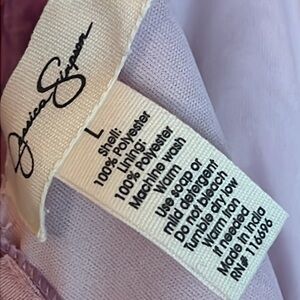 Jessica Simpson
L
Shell:
100% Polyester
Lining:
100% Polyester
Machine wash
Warm
Use soap or
mild detergent
Do not bleach
Tumble dry low
Warm iron
if needed
Made in India
RN# 116696